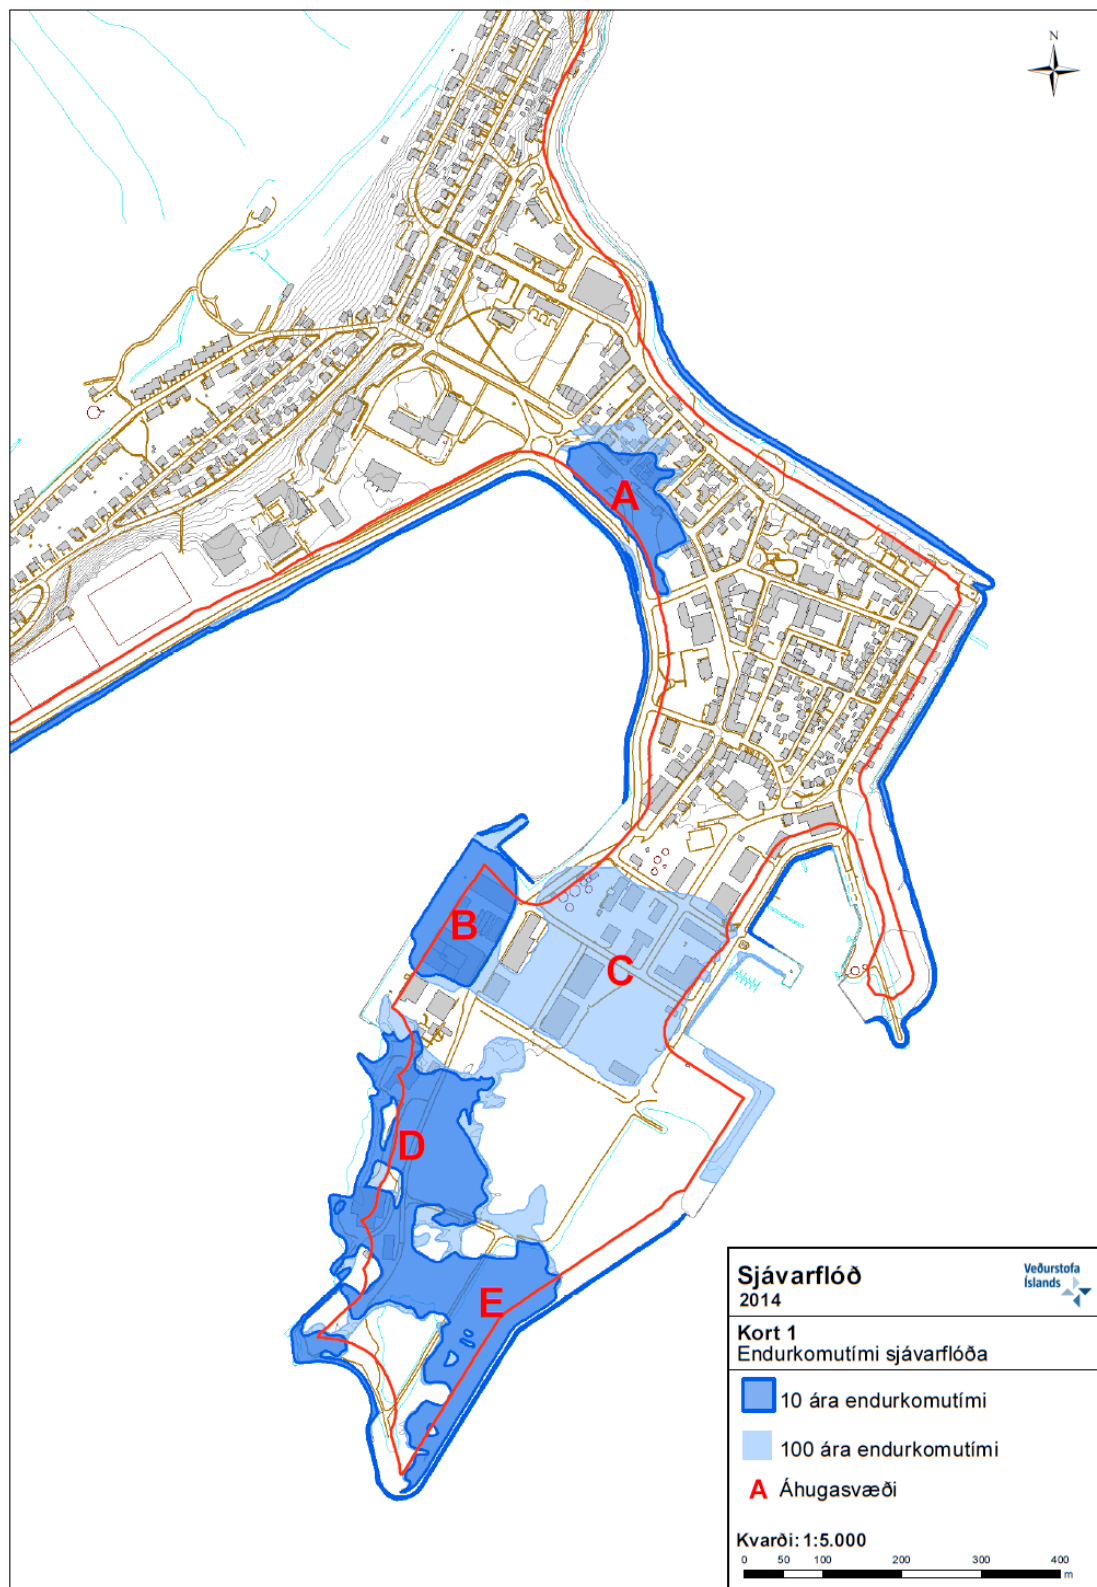 N
A
B
C
D
E
Sjávarflóð
2014
Veðurstofa
Íslands
Kort 1
Endurkomutími sjávarflóða
10 ára endurkomutími
100 ára endurkomutími
A Áhugasvæði
Kvarði: 1:5.000
0 50 100 200 300 400
m